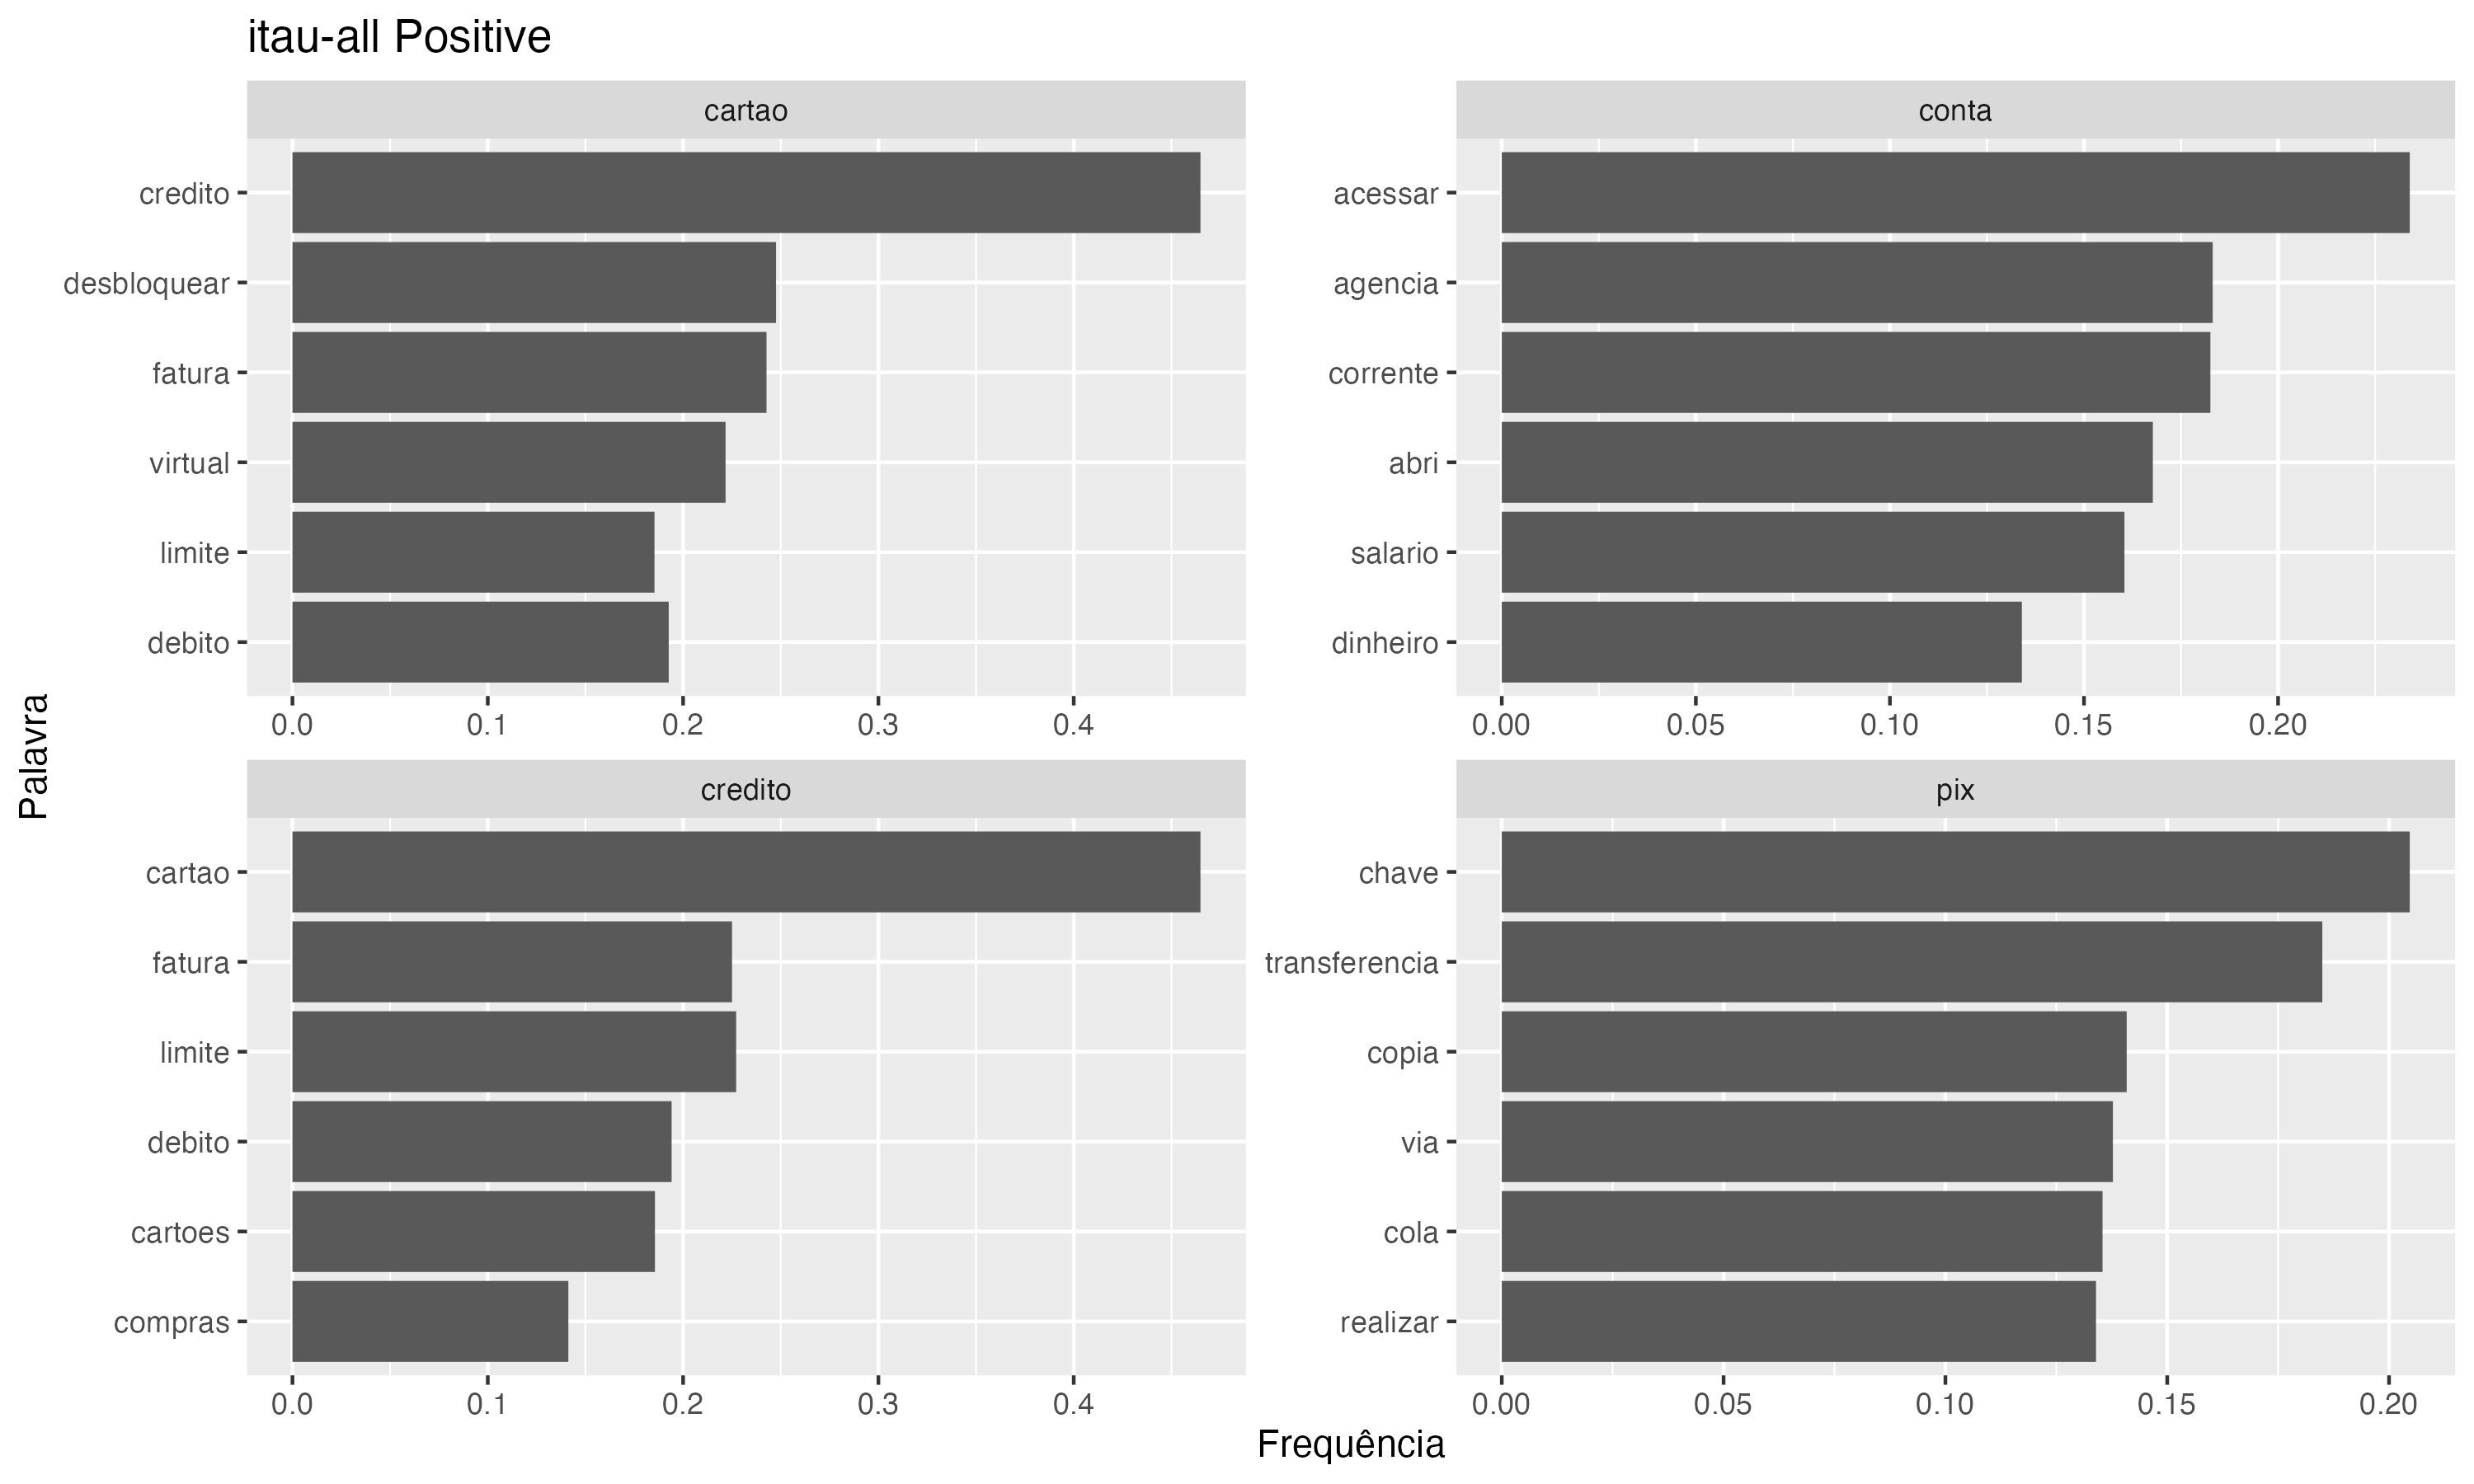 itau-all Positive
cartao
credito
desbloquear
fatura
virtual
limite
debito
0.0 0.1 0.2 0.3 0.4
conta
acessar
agencia
corrente
abri
salario
dinheiro
0.00 0.05 0.10 0.15 0.20
Palavra
credito
cartao
fatura
limite
debito
cartoes
compras
0.0 0.1 0.2 0.3 0.4
pix
chave
transferencia
copia
via
cola
realizar
0.00 0.05 0.10 0.15 0.20
Frequência